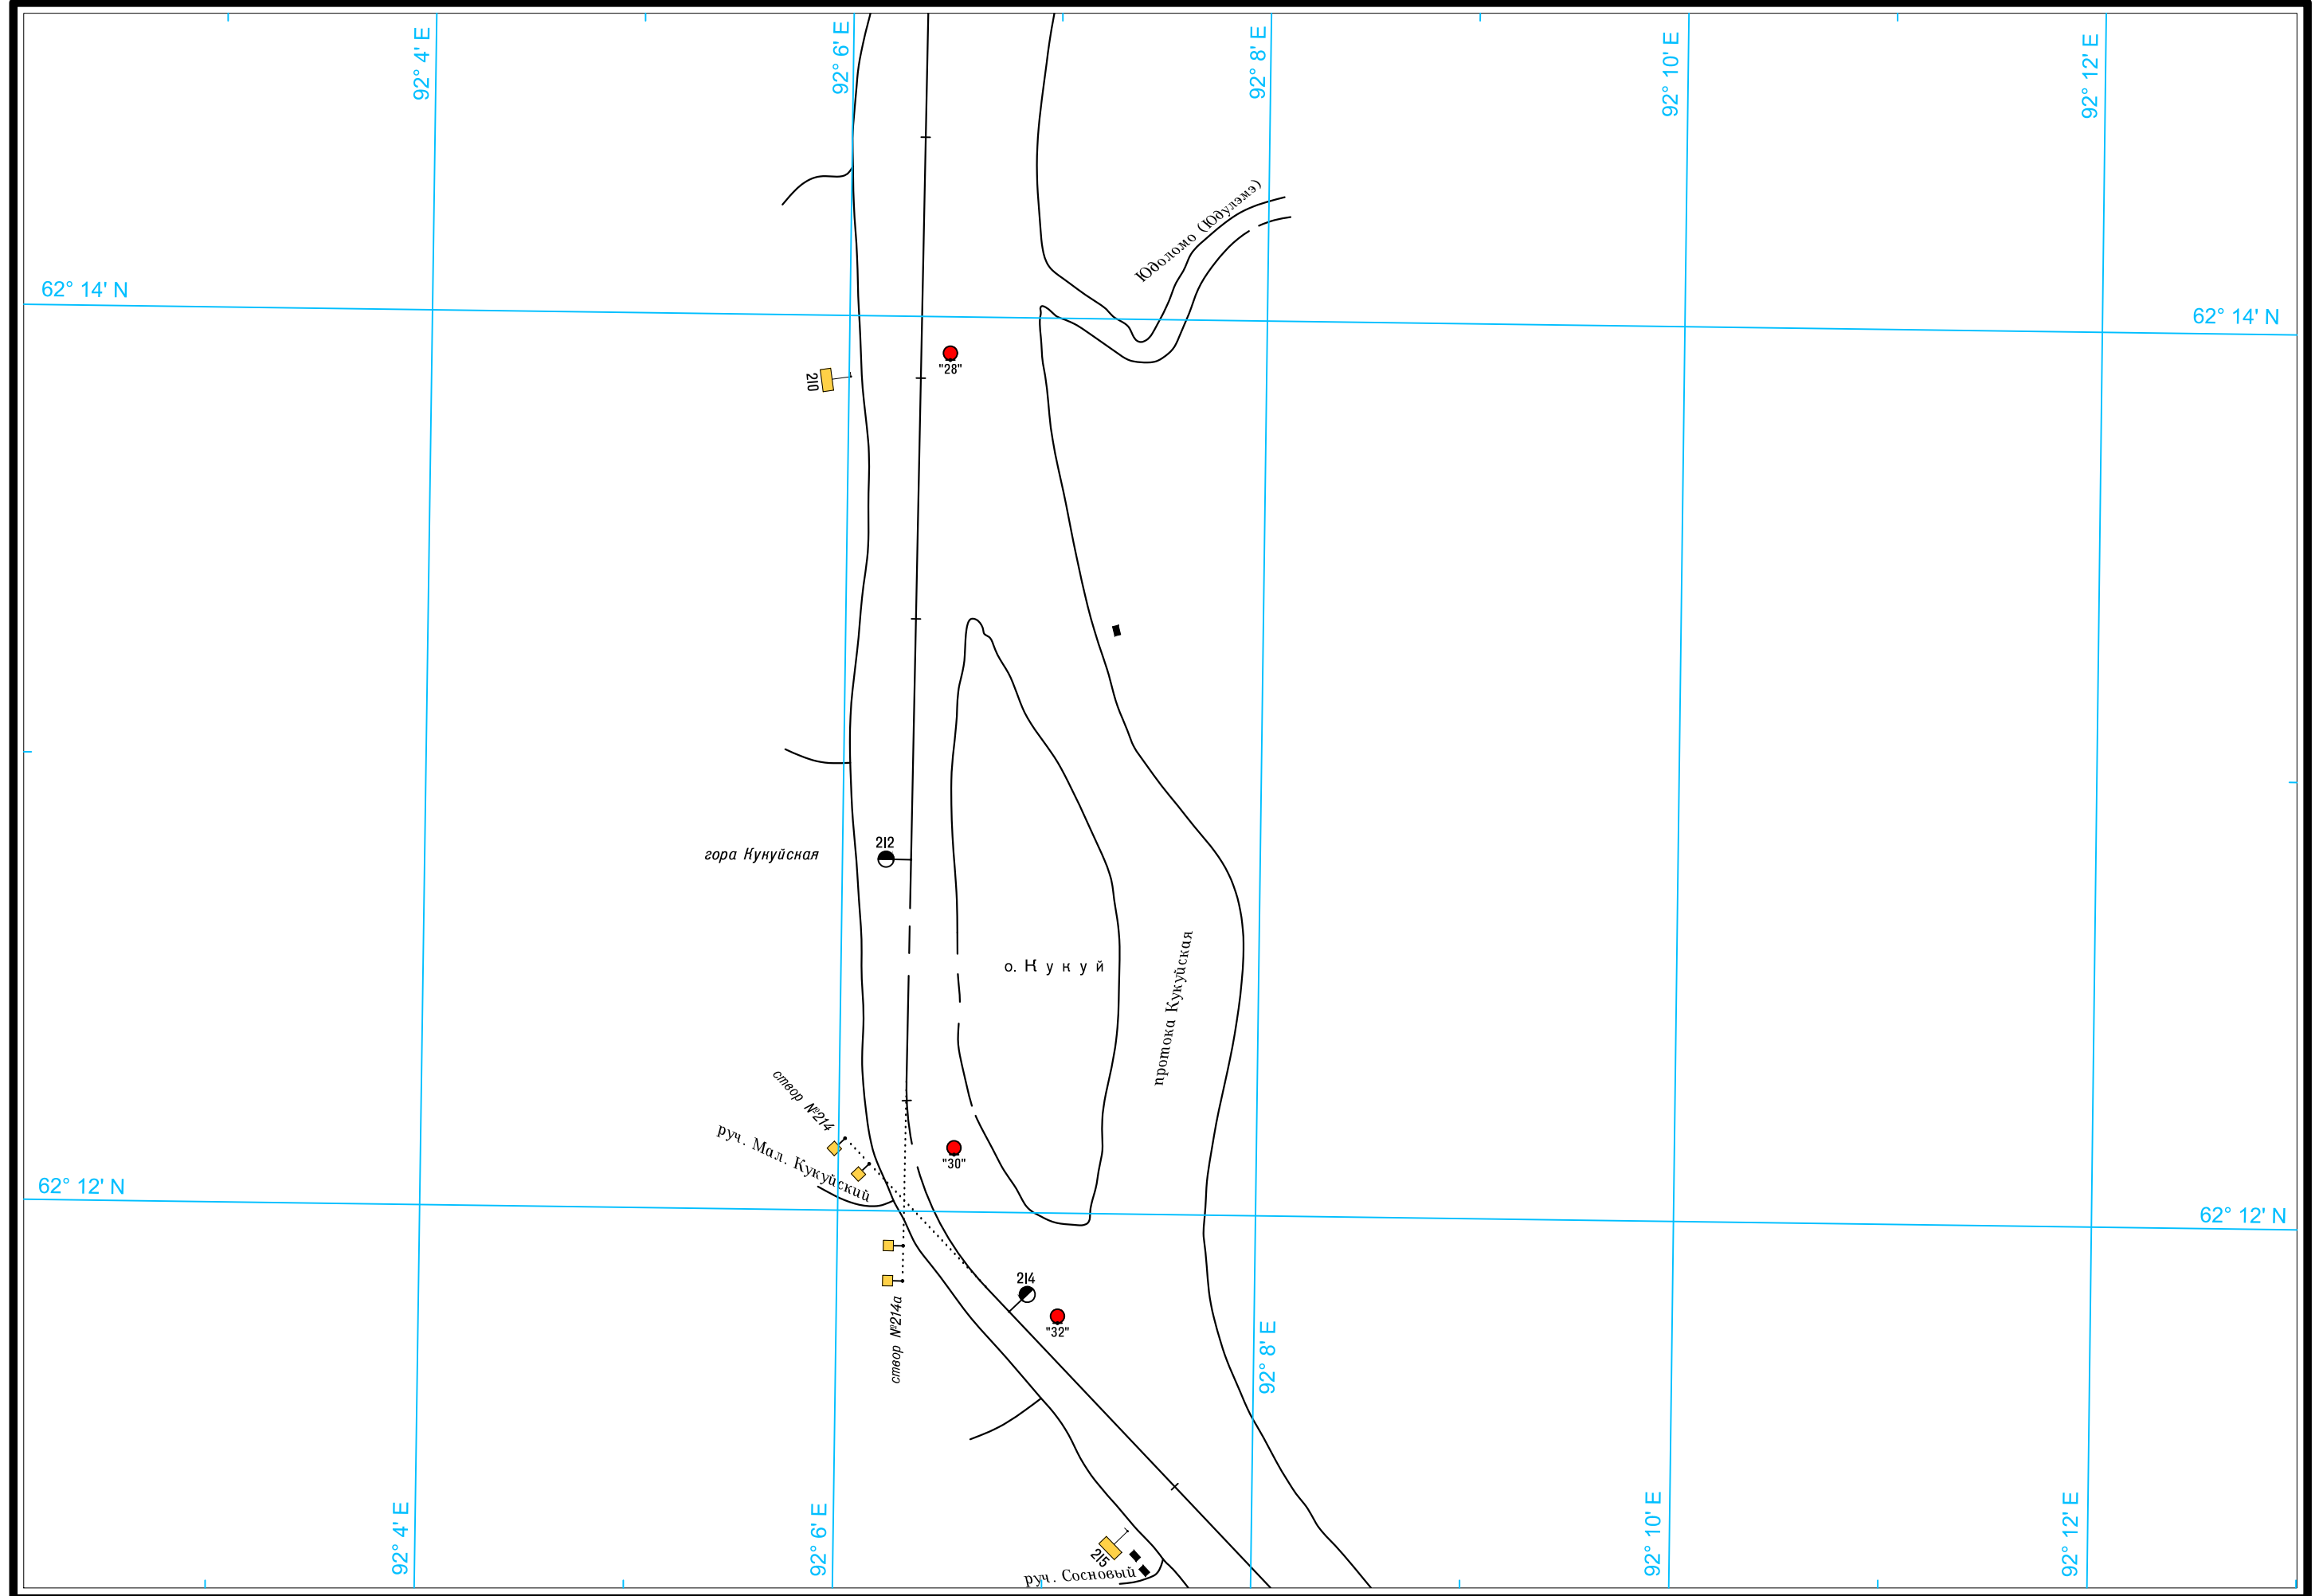 92° 4' E
92° 6' E
92° 8' E
92° 10' E
92° 12' E
Юдоломо (Юдулэмэ)
62° 14' N
62° 14' N
210
"28"
212
гора Кукуйская
о. Кукуй
протока Кукуйская
створ №214
руч. Мал. Кукуйский
"30"
62° 12' N
62° 12' N
214
"32"
створ №214а
92° 8' E
92° 4' E
92° 6' E
92° 10' E
92° 12' E
215
руч. Сосновый